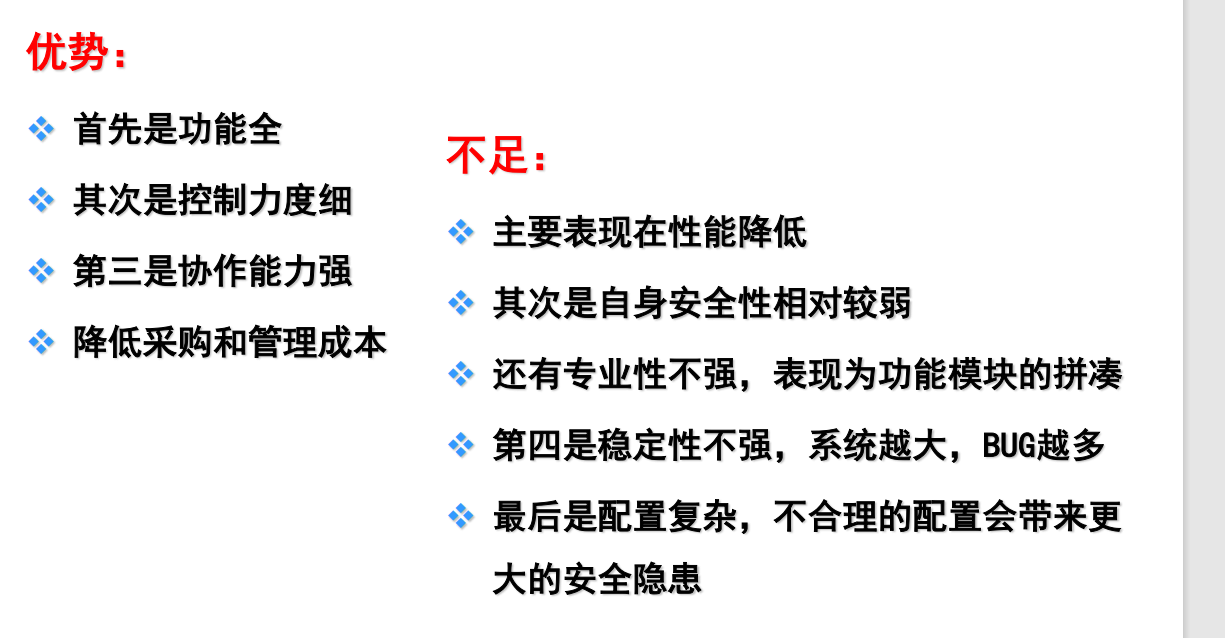 优势：
首先是功能全
其次是控制力度细
第三是协作能力强
降低采购和管理成本
不足：
主要表现在性能降低
其次是自身安全性相对较弱
还有专业性不强，表现为功能模块的拼凑
第四是稳定性不强，系统越大，BUG越多
最后是配置复杂，不合理的配置会带来更
大的安全隐患